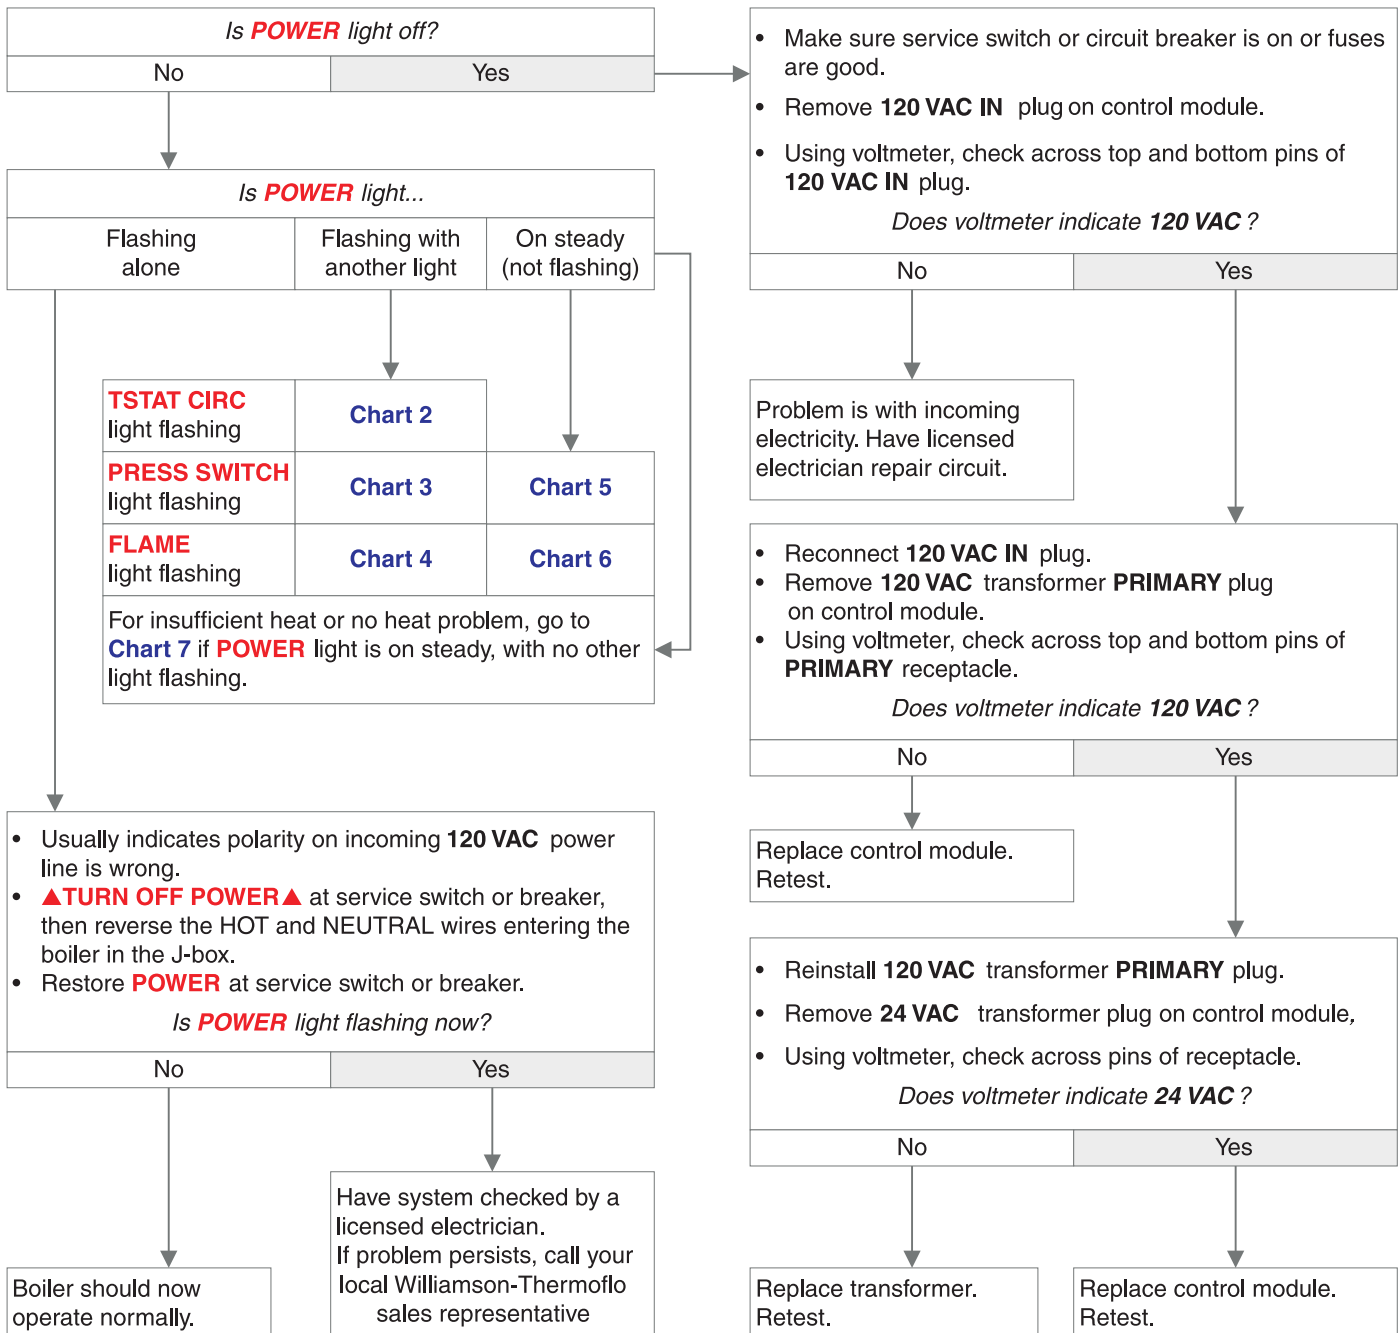 Is POWER light off?
No
Yes
Is POWER light...
Flashing
alone
Flashing with
another light
On steady
(not flashing)
TSTAT CIRC
light flashing
Chart 2
PRESS SWITCH
light flashing
Chart 3
Chart 5
FLAME
light flashing
Chart 4
Chart 6
For insufficient heat or no heat problem, go to
Chart 7 if POWER light is on steady, with no other
light flashing.
• Usually indicates polarity on incoming 120 VAC power
line is wrong.
• ▲TURN OFF POWER▲ at service switch or breaker,
then reverse the HOT and NEUTRAL wires entering the
boiler in the J-box.
• Restore POWER at service switch or breaker.
Is POWER light flashing now?
No
Yes
Boiler should now
operate normally.
Have system checked by a
licensed electrician.
If problem persists, call your
local Williamson-Thermoflo
sales representative
• Make sure service switch or circuit breaker is on or fuses
are good.
• Remove 120 VAC IN plug on control module.
• Using voltmeter, check across top and bottom pins of
120 VAC IN plug.
Does voltmeter indicate 120 VAC ?
No
Yes
Problem is with incoming
electricity. Have licensed
electrician repair circuit.
• Reconnect 120 VAC IN plug.
• Remove 120 VAC transformer PRIMARY plug
on control module.
• Using voltmeter, check across top and bottom pins of
PRIMARY receptacle.
Does voltmeter indicate 120 VAC ?
No
Yes
Replace control module.
Retest.
• Reinstall 120 VAC transformer PRIMARY plug.
• Remove 24 VAC transformer plug on control module,
• Using voltmeter, check across pins of receptacle.
Does voltmeter indicate 24 VAC ?
No
Yes
Replace transformer.
Retest.
Replace control module.
Retest.